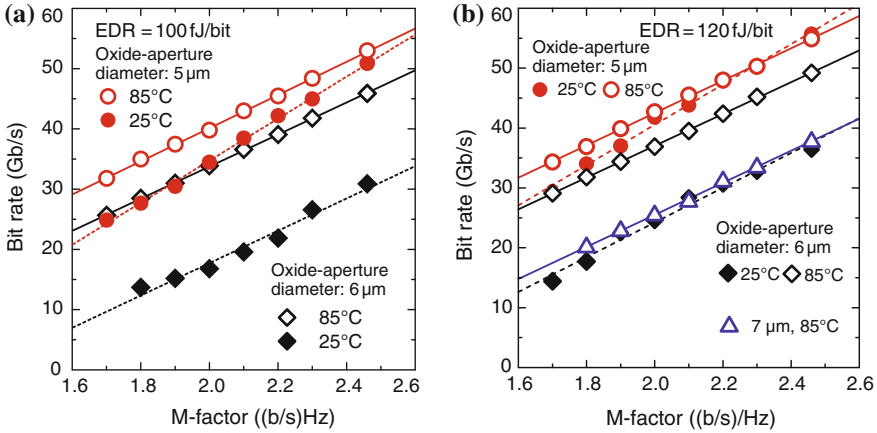 (a)
EDR = 100 fJ/bit
Oxide-aperture
diameter: 5 µm
85°C
25°C
Oxide-aperture
diameter: 6 µm
85°C
25°C
Bit rate (Gb/s)
60
50
40
30
20
10
0
1.6 1.8 2.0 2.2 2.4 2.6
M-factor ((b/s)Hz)
(b)
EDR = 120 fJ/bit
Oxide-aperture
diameter: 5 µm
25°C 85°C
Oxide-aperture
diameter: 6 µm
25°C 85°C
7 µm, 85°C
Bit rate (Gb/s)
60
50
40
30
20
10
0
1.6 1.8 2.0 2.2 2.4 2.6
M-factor ((b/s)/Hz)